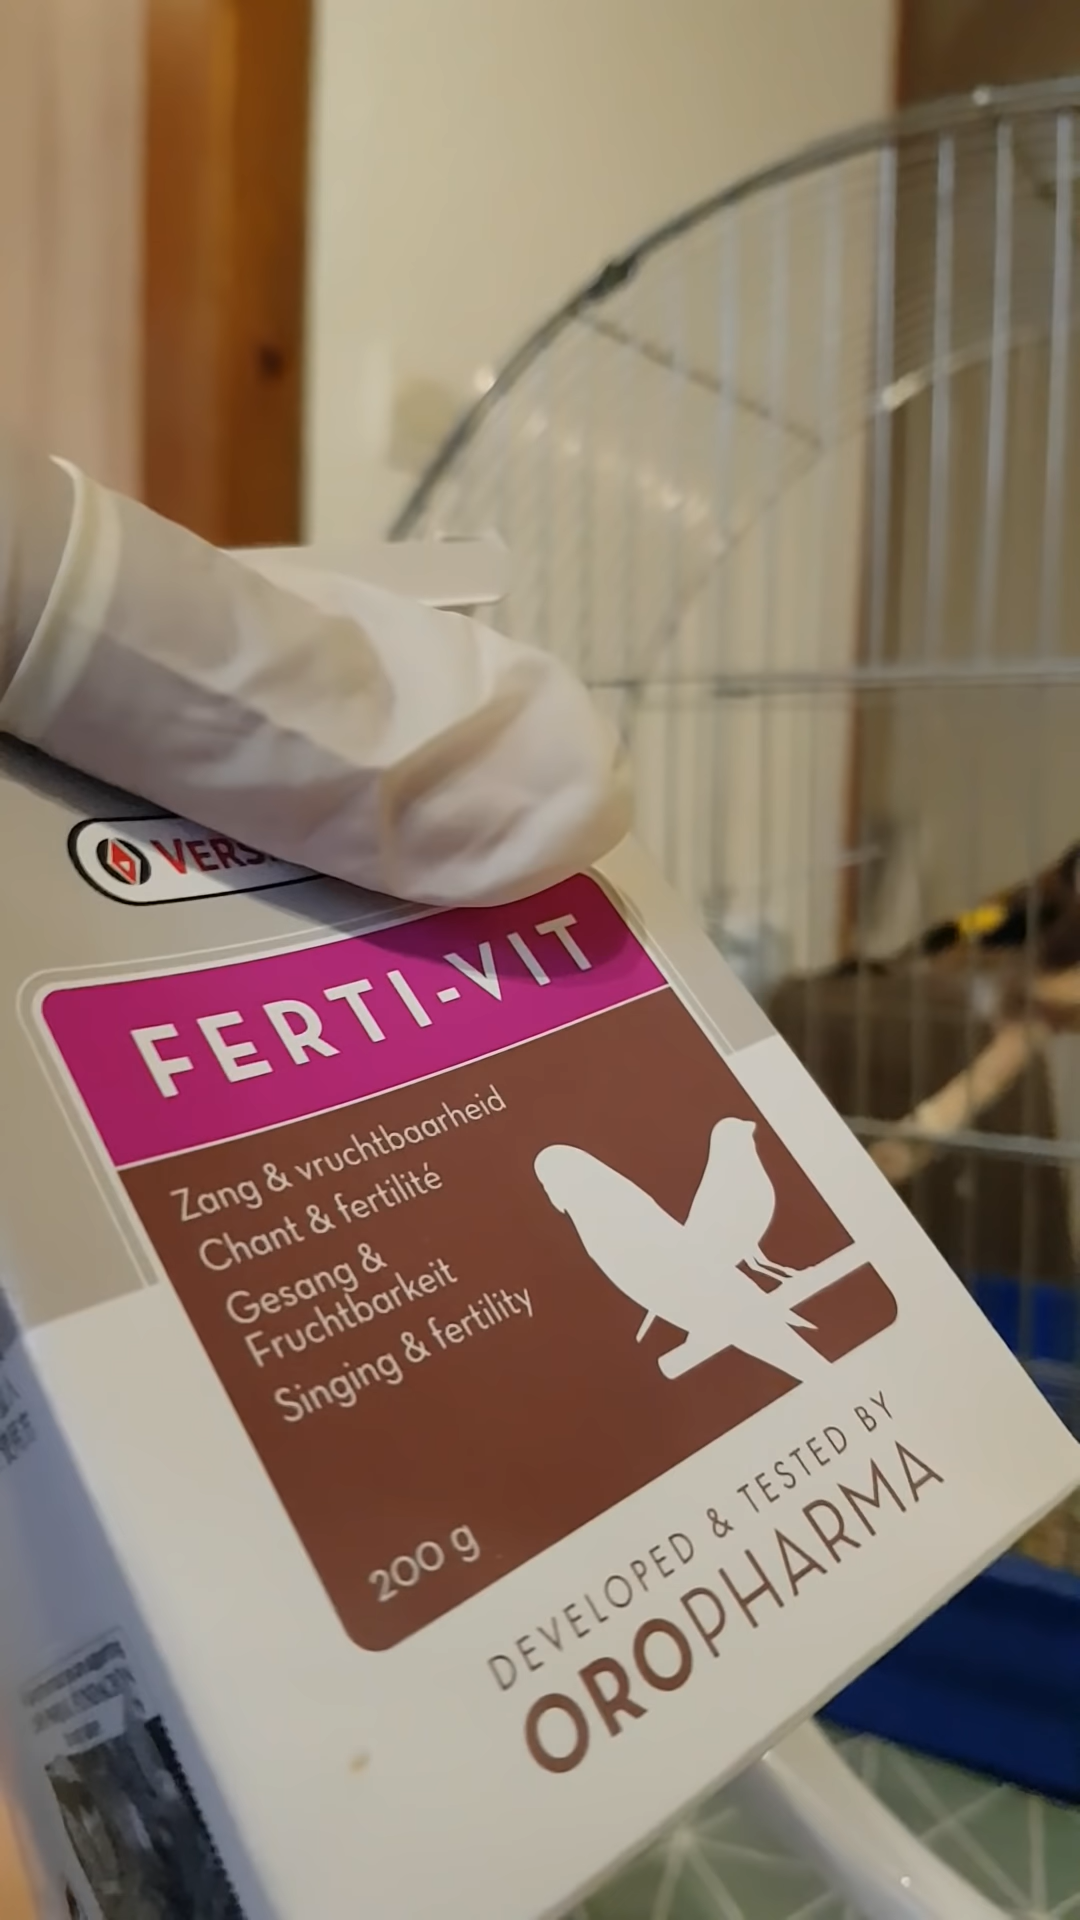 FERTI-VIT
Zang & vruchtbaarheid
Chant & fertilité
Gesang &
Fruchtbarkeit
Singing & fertility
200 g
DEVELOPED & TESTED BY
OROPHARMA